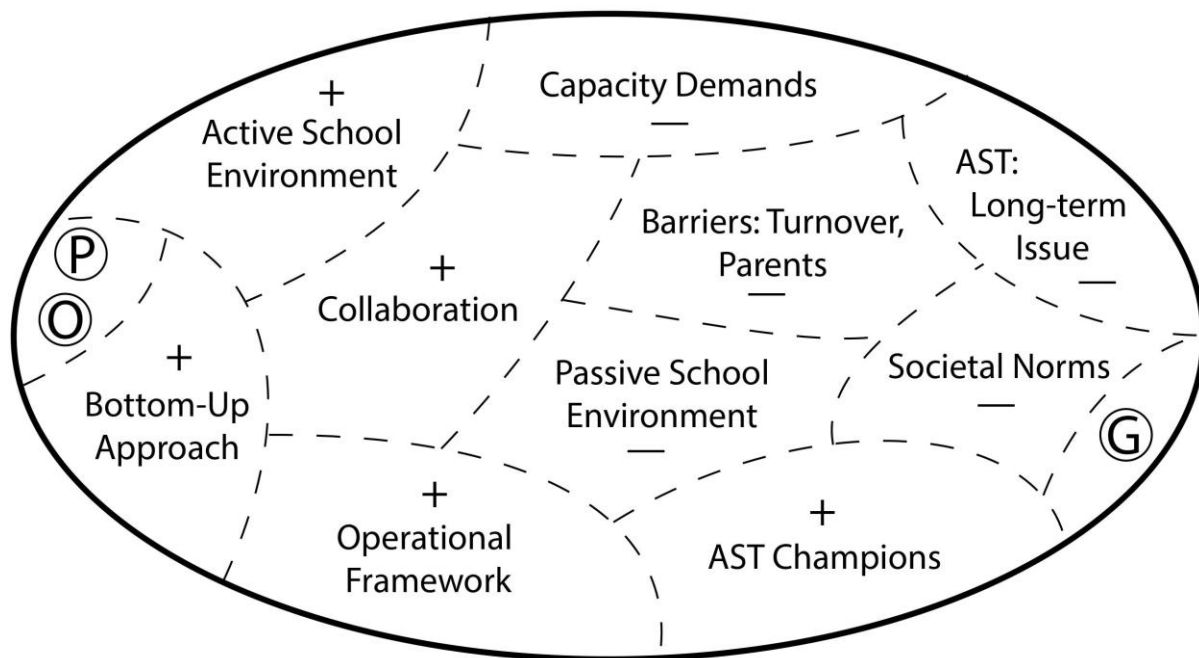 +
Active School
Environment
Capacity Demands
—
AST:
Long-term
Issue
—
Barriers: Turnover,
Parents
—
P
O
+
Collaboration
+
Bottom-Up
Approach
Passive School
Environment
—
Societal Norms
—
G
+
Operational
Framework
+
AST Champions